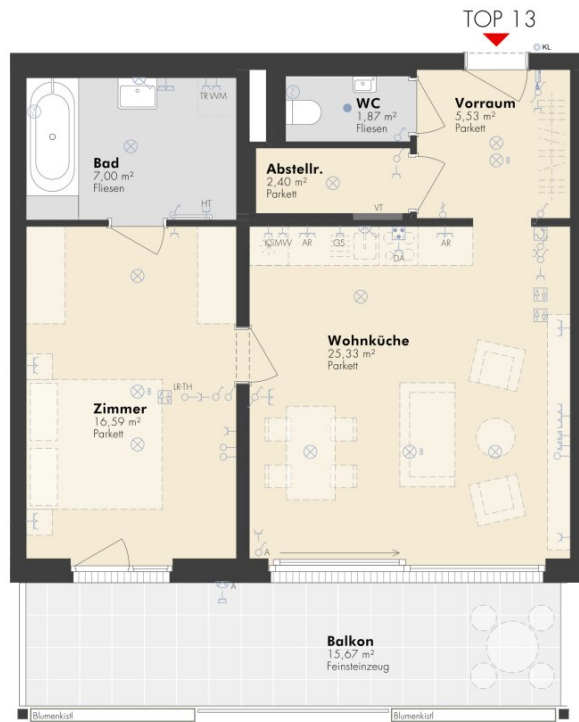 TOP 13
KL
WC
1,87 m²
Fliesen
Vorraum
5,53 m²
Parkett
TR WM
Bad
7,00 m²
Fliesen
Abstellr.
2,40 m²
Parkett
B
HT
VT
KS
MW
AR
GS
DA
AR
Wohnküche
25,33 m²
Parkett
B
LR-TH
Zimmer
16,59 m²
Parkett
B
A
A
Balkon
15,67 m²
Feinsteinzeug
Blumenkistl
Blumenkistl